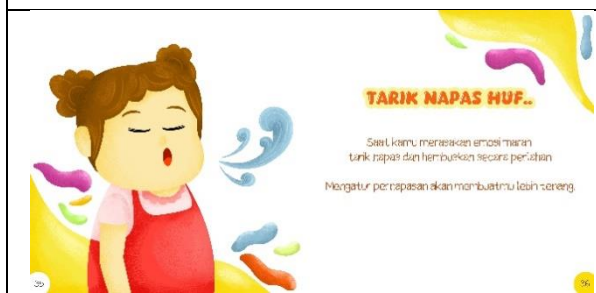 TARIK NAPAS HUF..
Saat kamu merasakan emosi marah
tarik napas dan hembuskan secara perlahan
Mengatur pernapasan akan membuatmu lebih tenang.
35
36